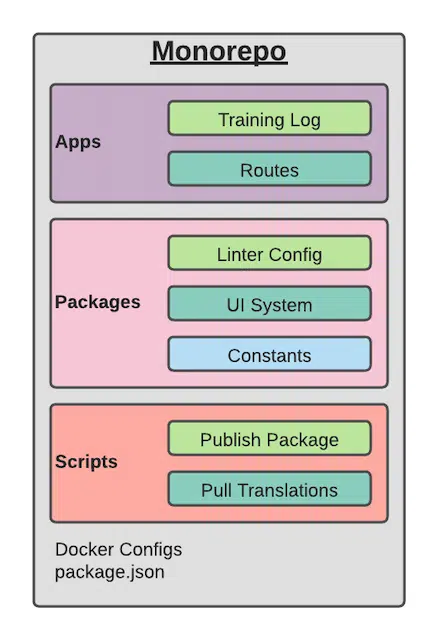 Monorepo
Apps
Training Log
Routes
Packages
Linter Config
UI System
Constants
Scripts
Publish Package
Pull Translations
Docker Configs
package.json